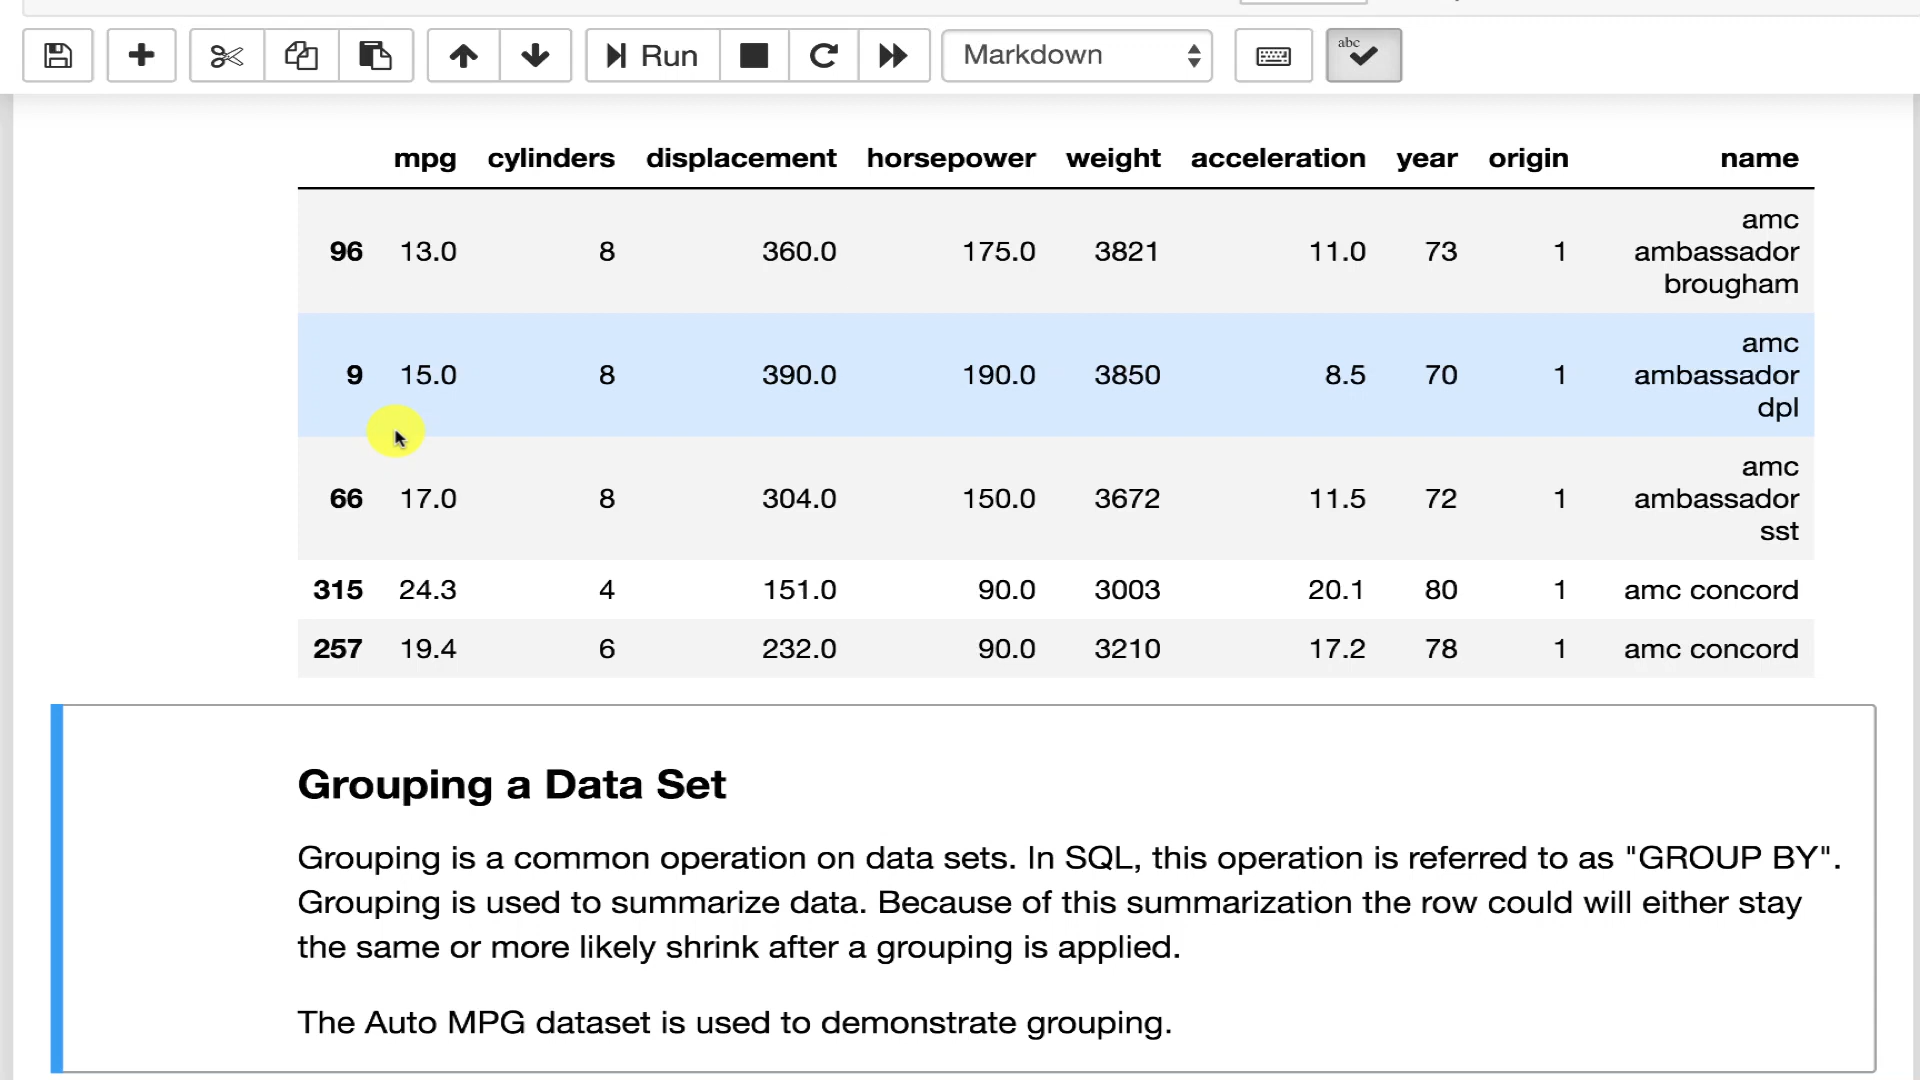 Run
Markdown
abc
mpg cylinders displacement horsepower weight acceleration year origin name
96 13.0 8 360.0 175.0 3821 11.0 73 1 amc ambassador brougham
9 15.0 8 390.0 190.0 3850 8.5 70 1 amc ambassador dpl
66 17.0 8 304.0 150.0 3672 11.5 72 1 amc ambassador sst
315 24.3 4 151.0 90.0 3003 20.1 80 1 amc concord
257 19.4 6 232.0 90.0 3210 17.2 78 1 amc concord
Grouping a Data Set
Grouping is a common operation on data sets. In SQL, this operation is referred to as "GROUP BY".
Grouping is used to summarize data. Because of this summarization the row could will either stay
the same or more likely shrink after a grouping is applied.
The Auto MPG dataset is used to demonstrate grouping.